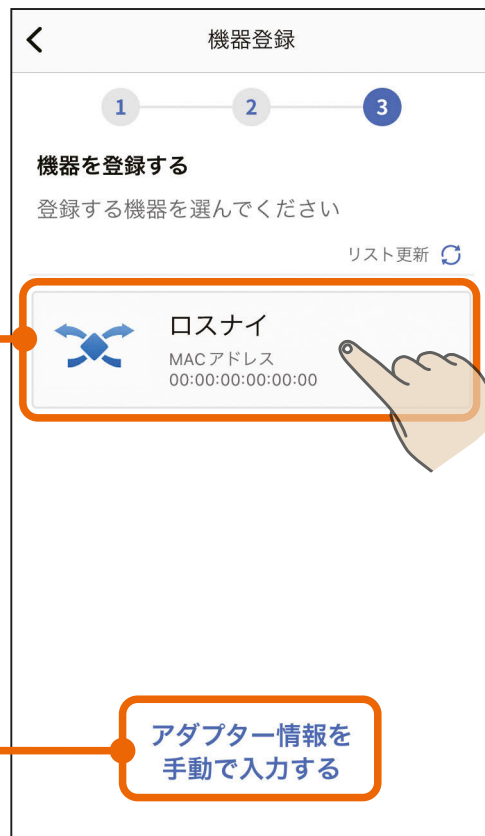 機器登録
1 2 3
機器を登録する
登録する機器を選んでください
リスト更新
ロスナイ
MACアドレス
00:00:00:00:00:00
アダプター情報を
手動で入力する